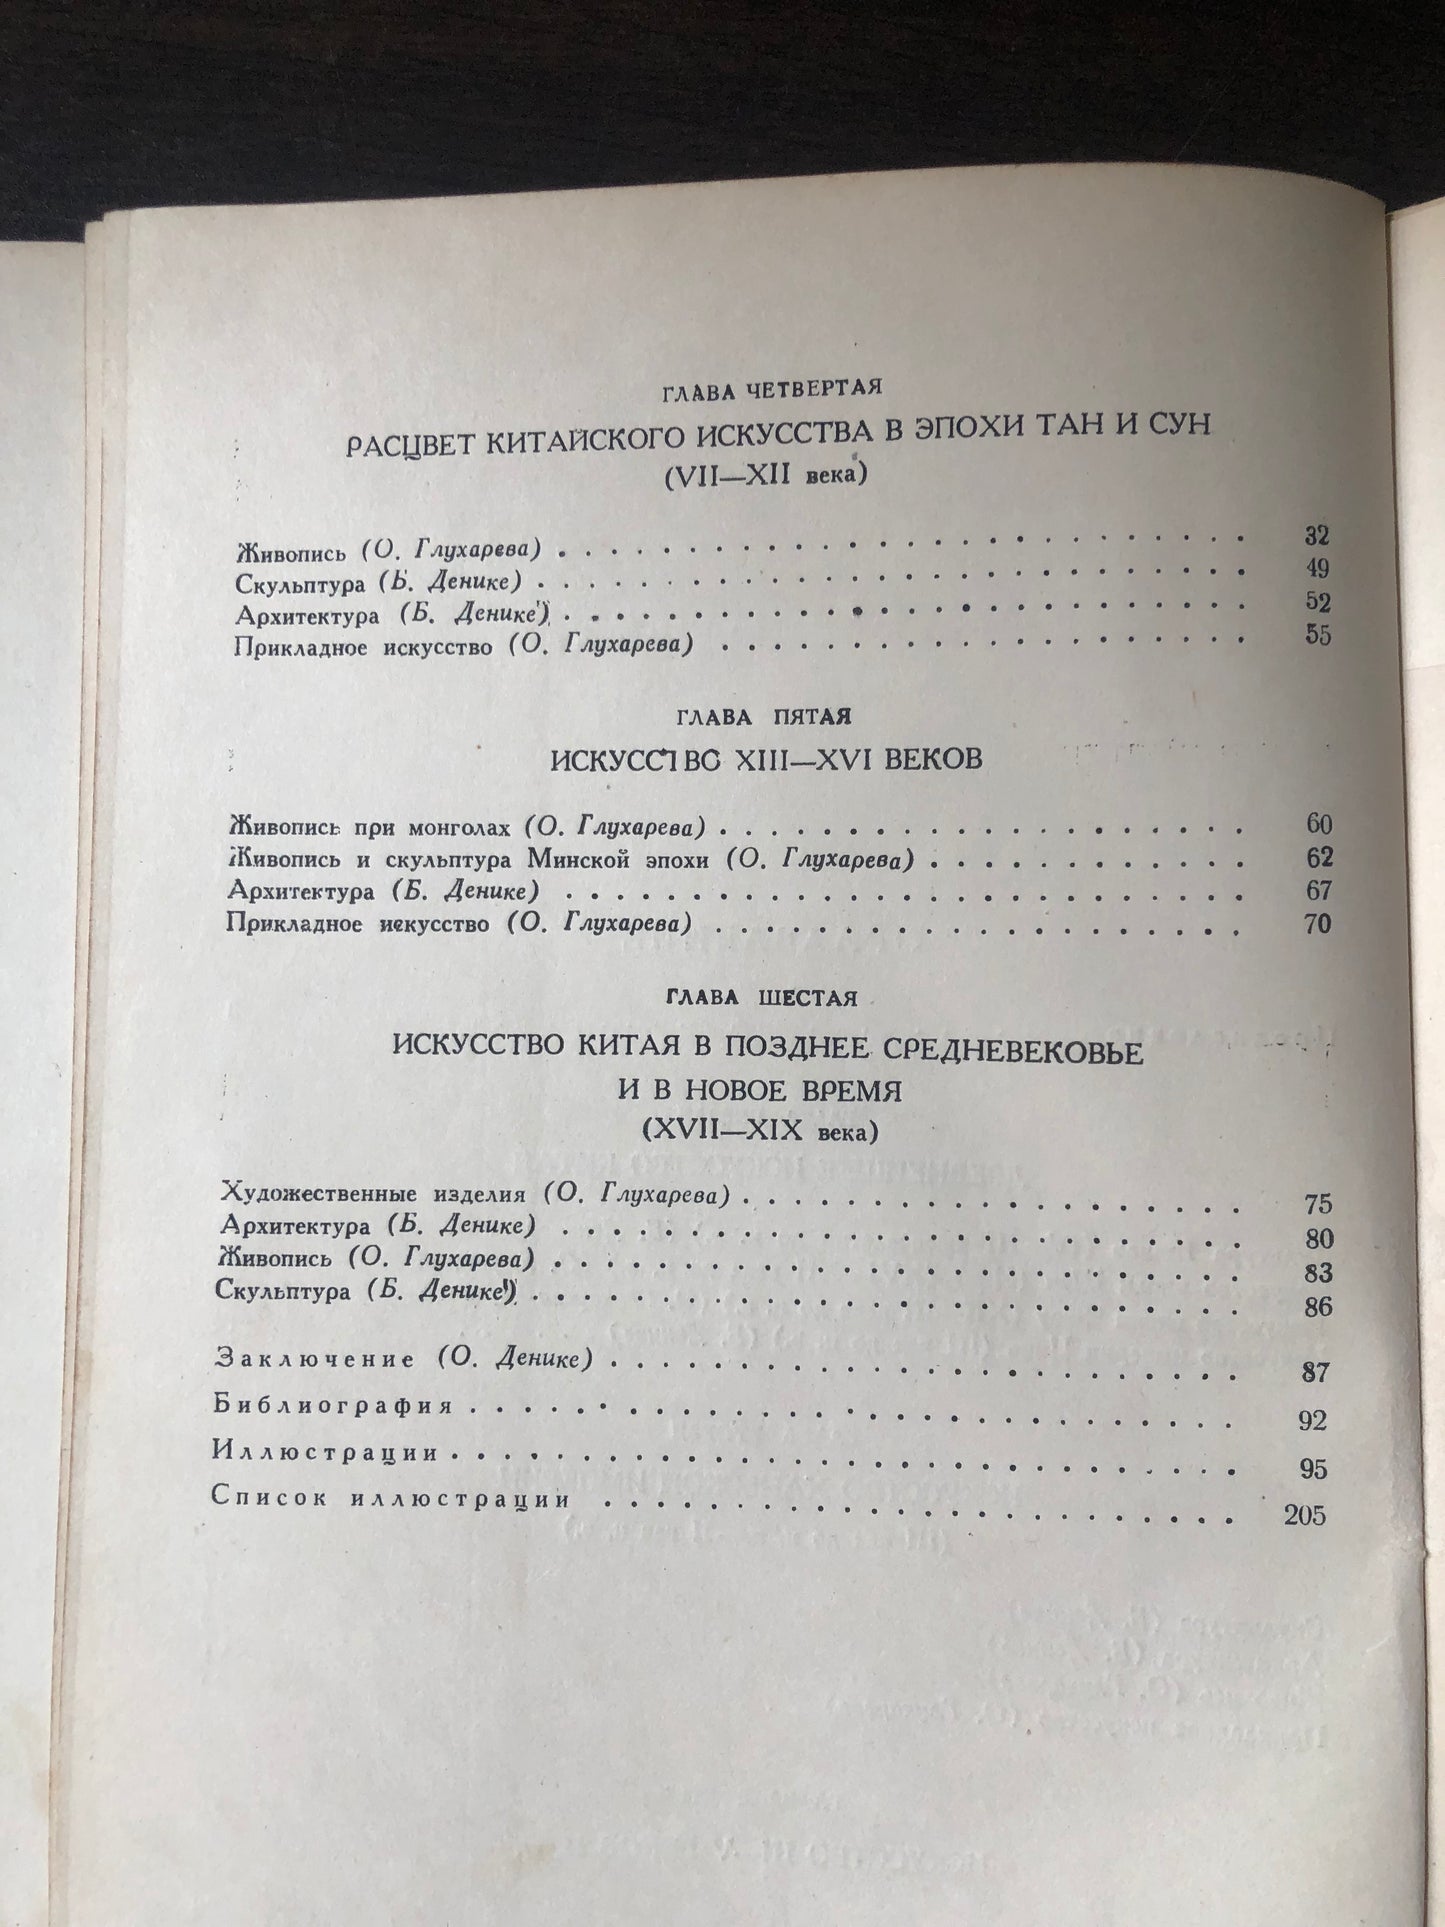 ГЛАВА ЧЕТВЕРТАЯ
РАСЦВЕТ КИТАЙСКОГО ИСКУССТВА В ЭПОХИ ТАН И СУН
(VII—XII века)
Живопись (О. Глухарева) . . . . . . . . . . . . . . . . . . . . . . . . . . 32
Скульптура (Б. Денике) . . . . . . . . . . . . . . . . . . . . . . . . . . . 49
Архитектура (Б. Денике) . . . . . . . . . . . . . . . . . . . . . . . . . . 52
Прикладное искусство (О. Глухарева) . . . . . . . . . . . . . . . . . . . . 55
ГЛАВА ПЯТАЯ
ИСКУССТВО XIII—XVI ВЕКОВ
Живопись при монголах (О. Глухарева) . . . . . . . . . . . . . . . . . . . . 60
Живопись и скульптура Минской эпохи (О. Глухарева) . . . . . . . . . . . . 62
Архитектура (Б. Денике) . . . . . . . . . . . . . . . . . . . . . . . . . . 67
Прикладное искусство (О. Глухарева) . . . . . . . . . . . . . . . . . . . . 70
ГЛАВА ШЕСТАЯ
ИСКУССТВО КИТАЯ В ПОЗДНЕЕ СРЕДНЕВЕКОВЬЕ
И В НОВОЕ ВРЕМЯ
(XVII—XIX века)
Художественные изделия (О. Глухарева) . . . . . . . . . . . . . . . . . . . 75
Архитектура (Б. Денике) . . . . . . . . . . . . . . . . . . . . . . . . . . 80
Живопись (О. Глухарева) . . . . . . . . . . . . . . . . . . . . . . . . . . 83
Скульптура (Б. Денике) . . . . . . . . . . . . . . . . . . . . . . . . . . . 86
Заключение (О. Денике) . . . . . . . . . . . . . . . . . . . . . . . . 87
Библиография . . . . . . . . . . . . . . . . . . . . . . . . . . . . . 92
Иллюстрации . . . . . . . . . . . . . . . . . . . . . . . . . . . . . . 95
Список иллюстраций . . . . . . . . . . . . . . . . . . . . . . . . 205